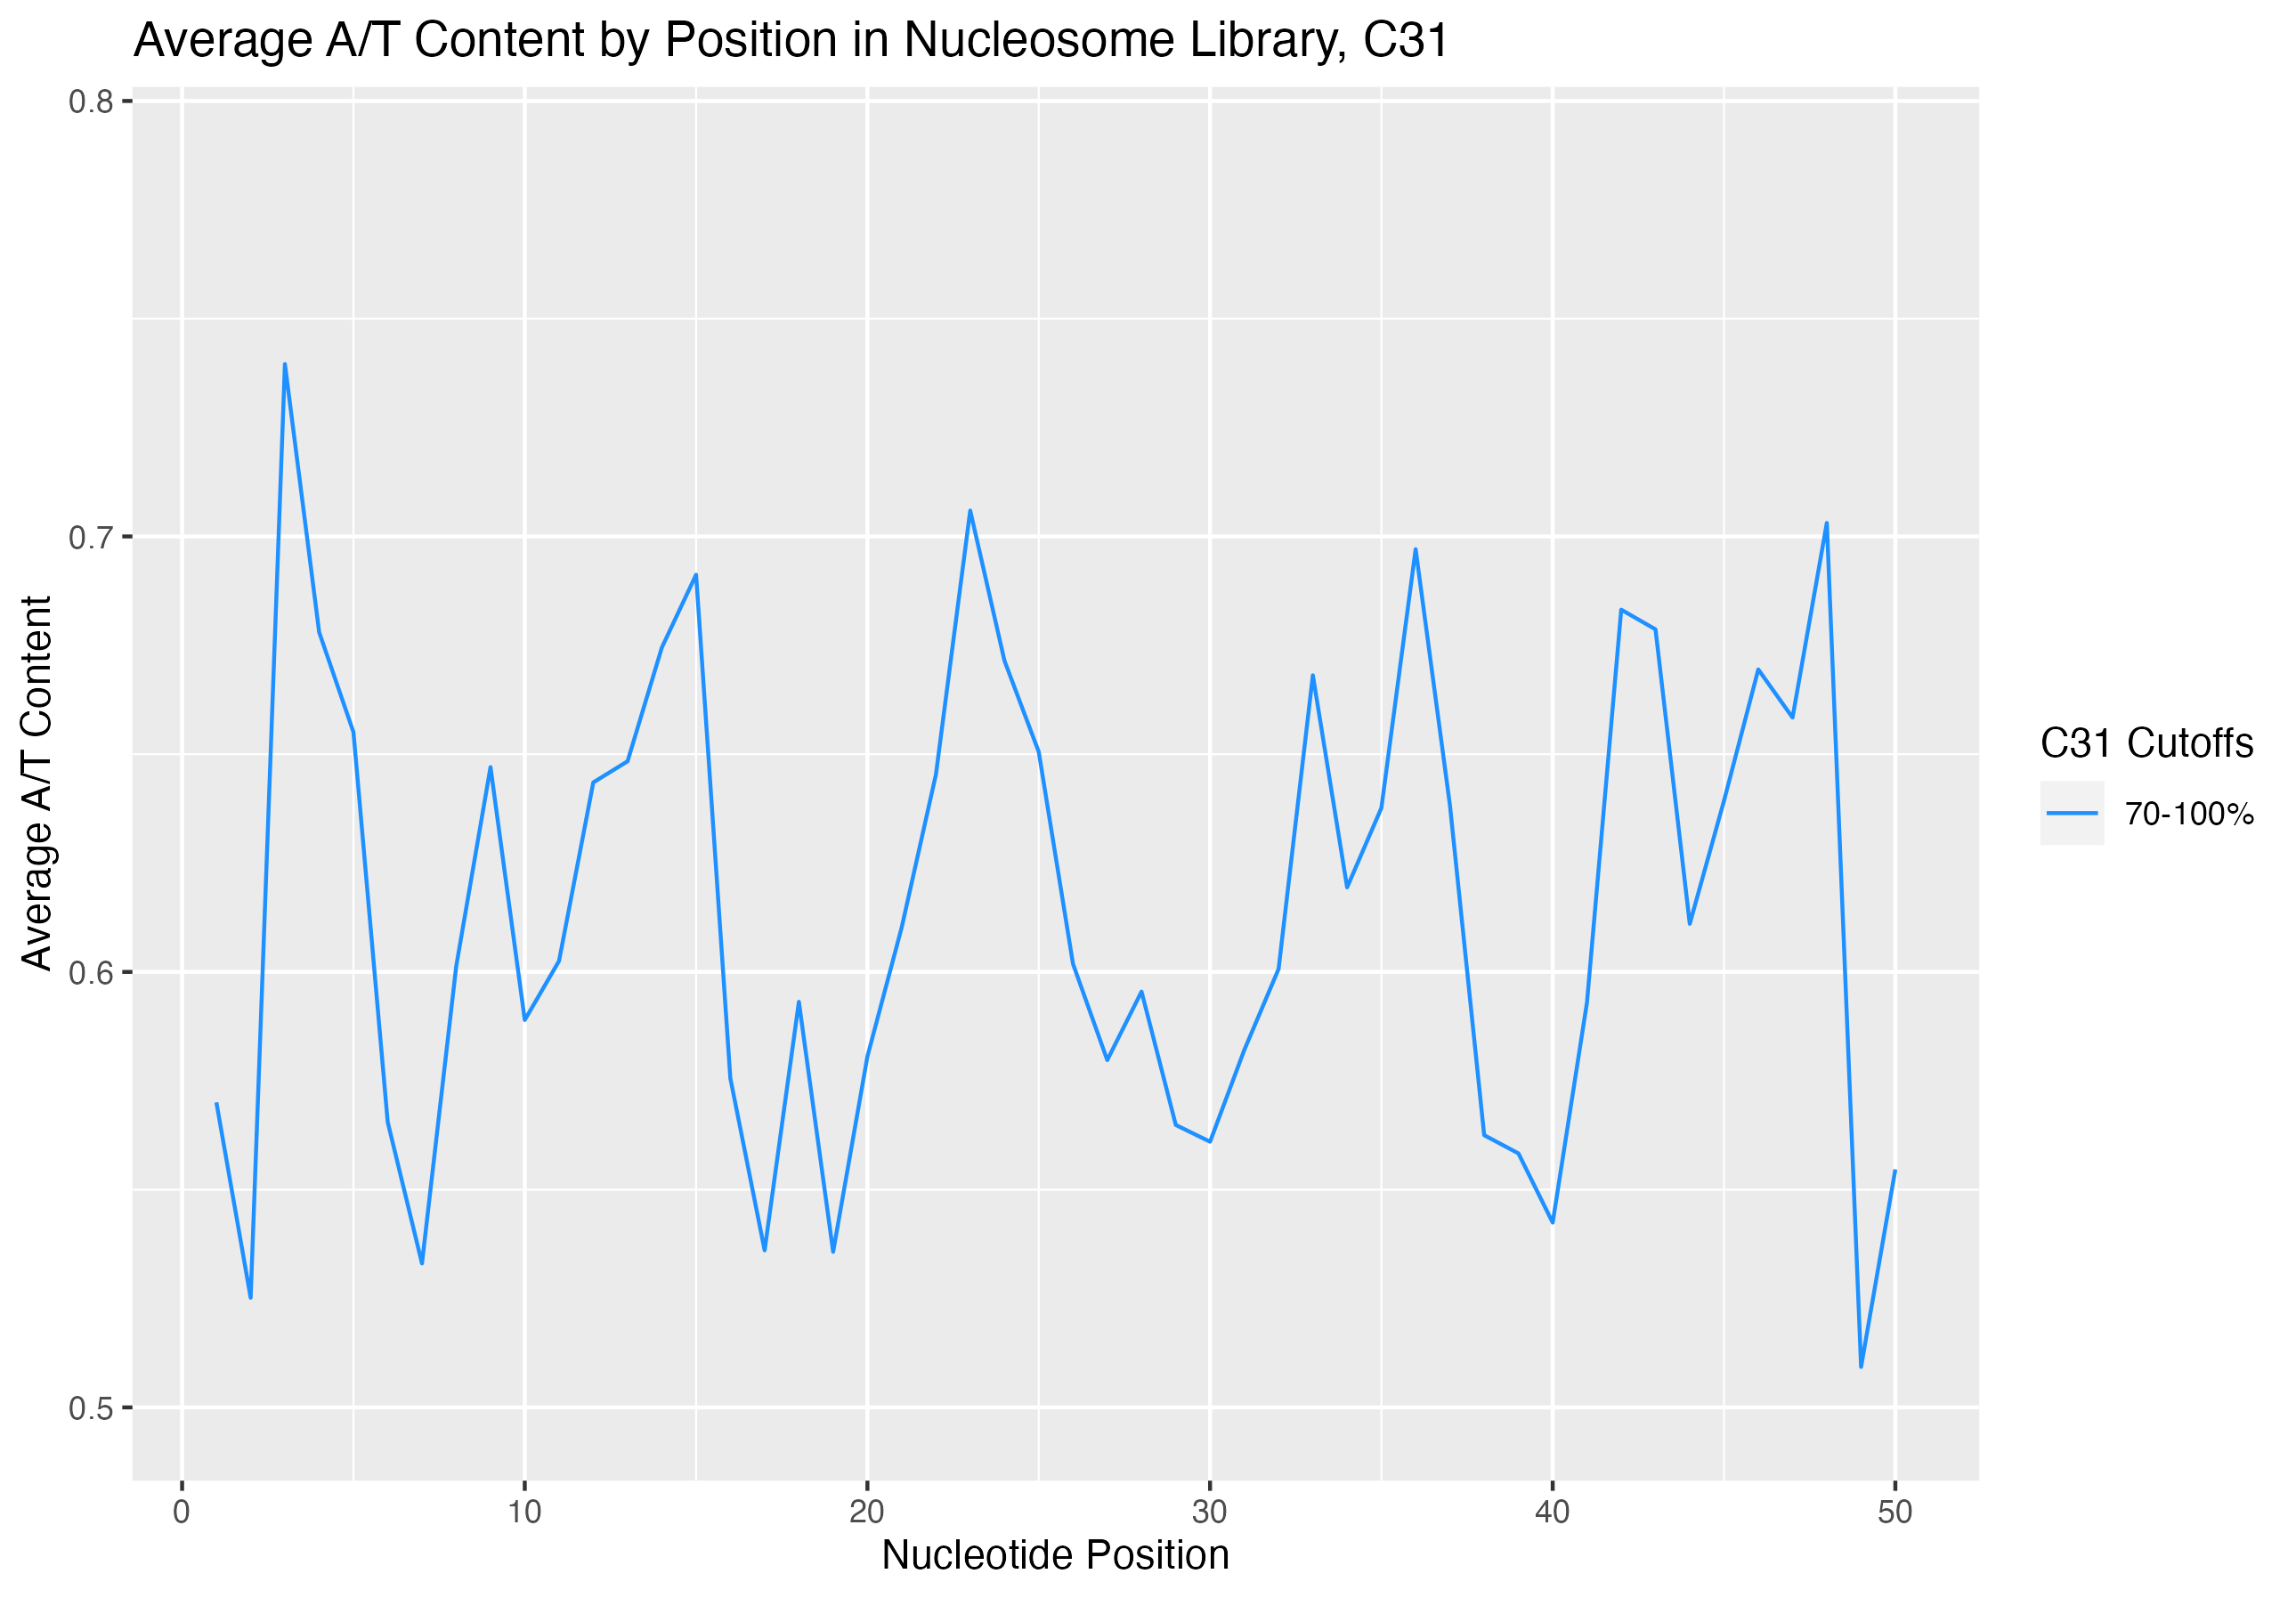 Average A/T Content by Position in Nucleosome Library, C31
0.8
0.7
0.6
0.5
Average A/T Content
0 10 20 30 40 50
Nucleotide Position
C31 Cutoffs
70-100%